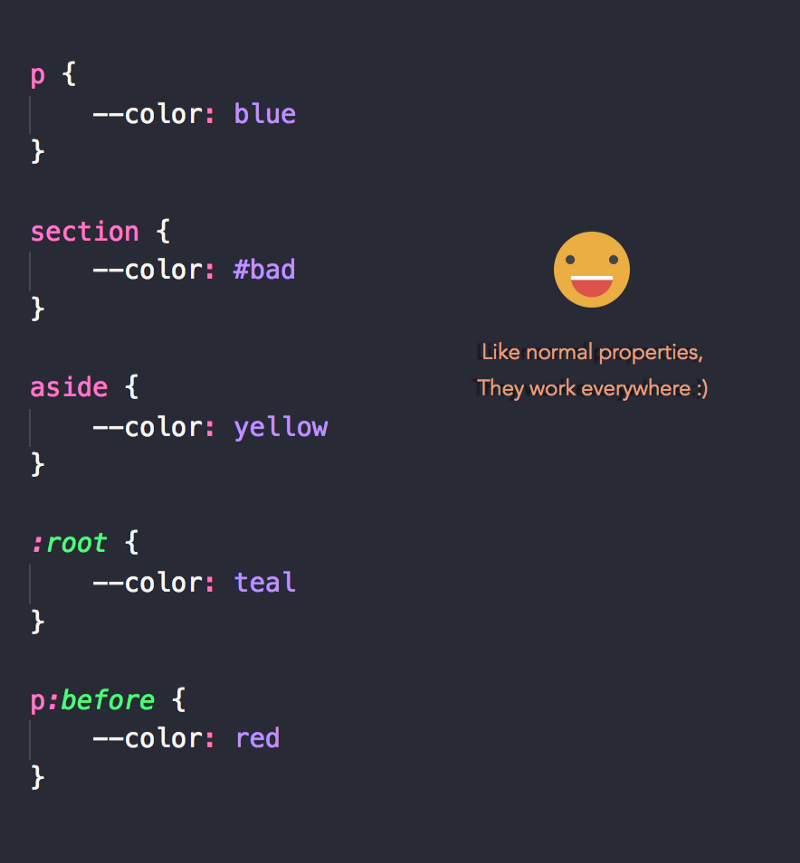 p {
    --color: blue
}
section {
    --color: #bad
}
aside {
    --color: yellow
}
:root {
    --color: teal
}
p:before {
    --color: red
}
Like normal properties,
They work everywhere :)